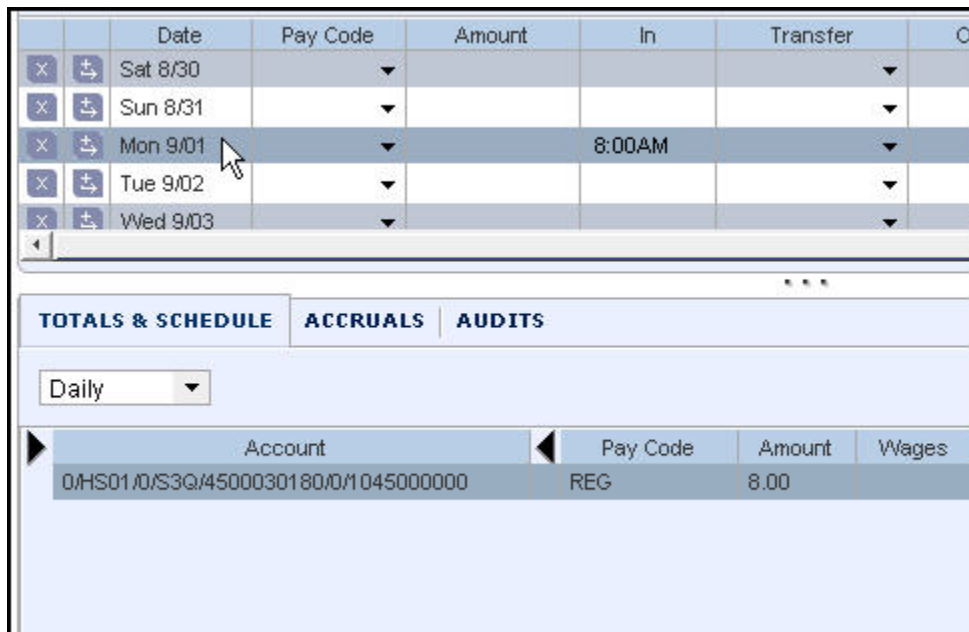 Date Pay Code Amount In Transfer
Sat 8/30
Sun 8/31
Mon 9/01 8:00AM
Tue 9/02
Wed 9/03
TOTALS & SCHEDULE ACCRUALS AUDITS
Daily
Account Pay Code Amount Wages
0/HS01/0/S3Q/4500030180/0/1045000000 REG 8.00